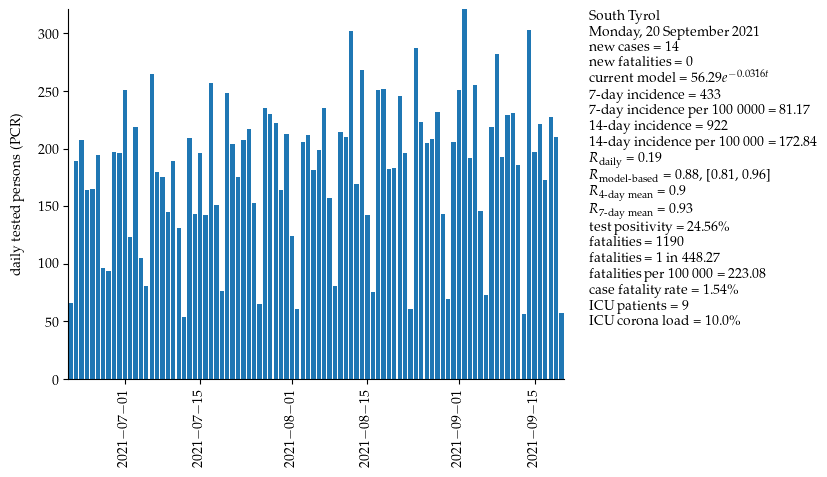 South Tyrol
Monday, 20 September 2021
new cases = 14
new fatalities = 0
current model = 56.29e^{−0.0316t}
7-day incidence = 433
7-day incidence per 100 0000 = 81.17
14-day incidence = 922
14-day incidence per 100 000 = 172.84
R_daily = 0.19
R_model-based = 0.88, [0.81, 0.96]
R_4-day mean = 0.9
R_7-day mean = 0.93
test positivity = 24.56%
fatalities = 1190
fatalities = 1 in 448.27
fatalities per 100 000 = 223.08
case fatality rate = 1.54%
ICU patients = 9
ICU corona load = 10.0%
daily tested persons (PCR)
300
250
200
150
100
50
0
2021−07−01
2021−07−15
2021−08−01
2021−08−15
2021−09−01
2021−09−15